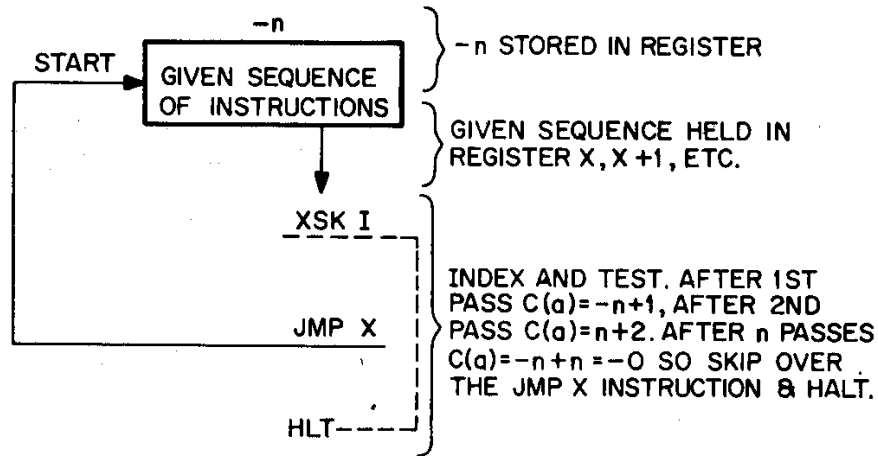 -n
-n STORED IN REGISTER
START
GIVEN SEQUENCE
OF INSTRUCTIONS
GIVEN SEQUENCE HELD IN
REGISTER X, X+1, ETC.
XSK I
JMP X
HLT
INDEX AND TEST. AFTER 1ST
PASS C(a)=-n+1, AFTER 2ND
PASS C(a)=n+2. AFTER n PASSES
C(a)=-n+n=-0 SO SKIP OVER
THE JMP X INSTRUCTION & HALT.